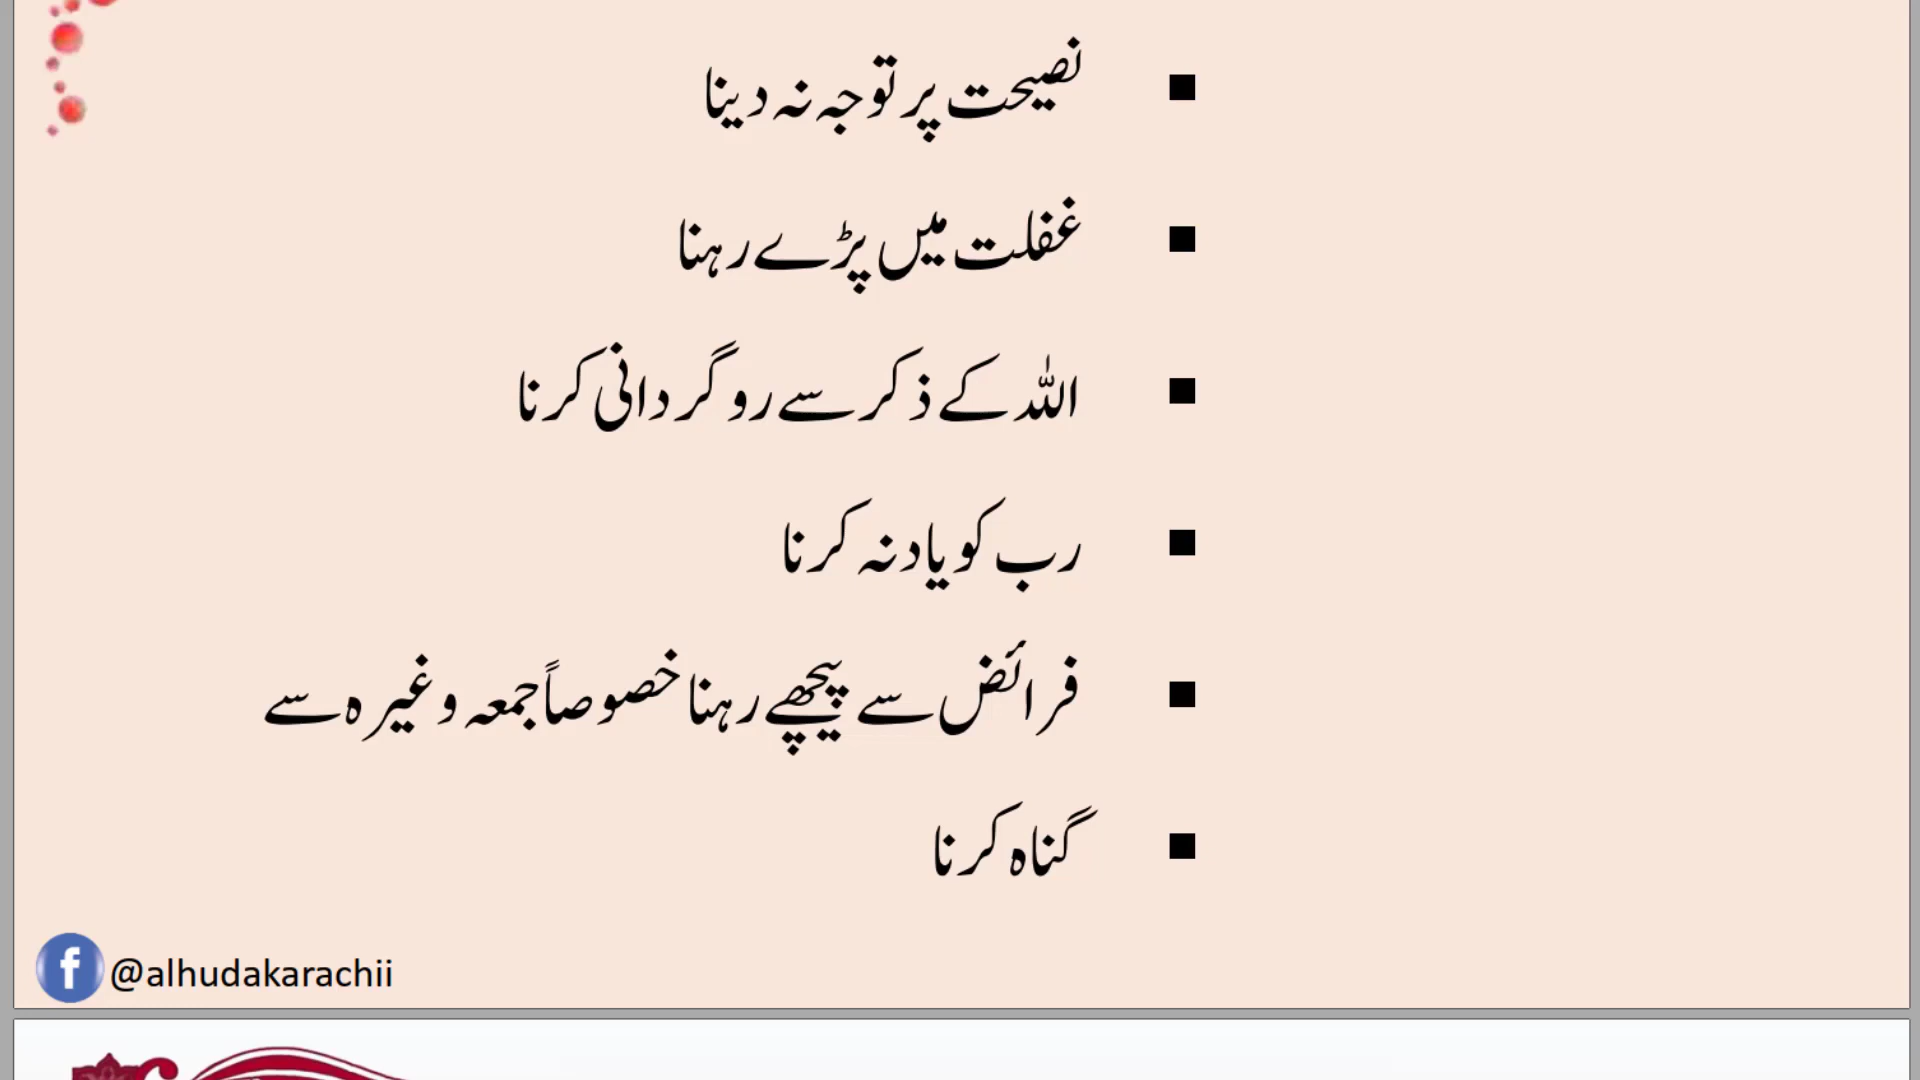 ▪ نصیحت پر توجہ نہ دینا
▪ غفلت میں پڑے رہنا
▪ اللہ کے ذکر سے روگردانی کرنا
▪ رب کو یاد نہ کرنا
▪ فرائض سے پیچھے رہنا خصوصاً جمعہ وغیرہ سے
▪ گناہ کرنا
f @alhudakarachii